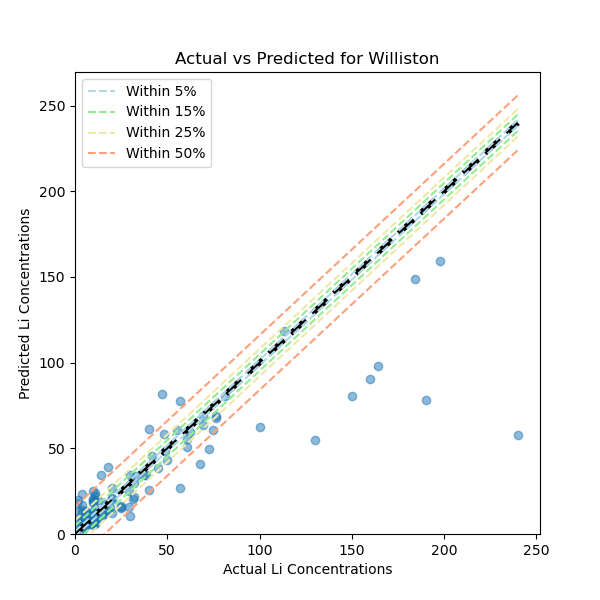 Actual vs Predicted for Williston
Within 5%
Within 15%
Within 25%
Within 50%
250
200
150
100
50
0
Predicted Li Concentrations
0 50 100 150 200 250
Actual Li Concentrations